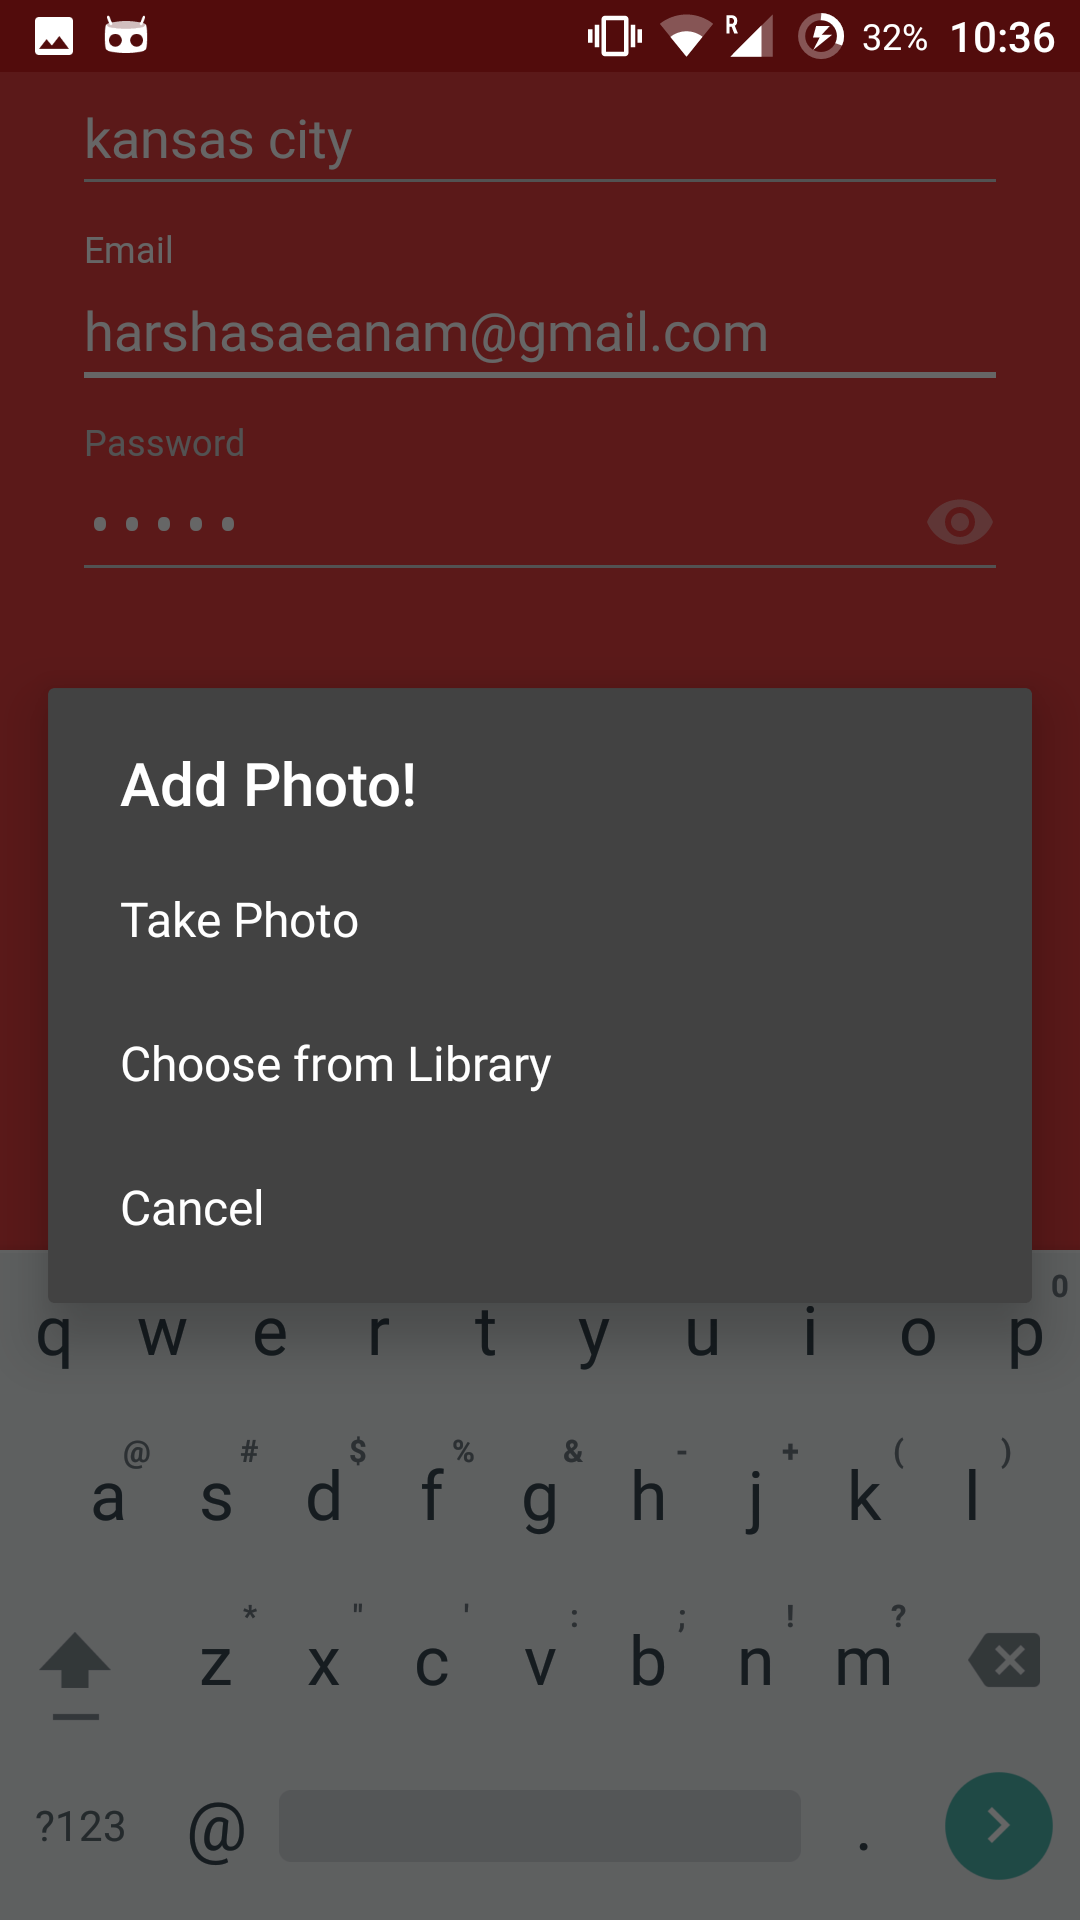 R 32% 10:36
kansas city
Email
harshasaeanam@gmail.com
Password
•••••
Add Photo!
Take Photo
Choose from Library
Cancel
0
q w e r t y u i o p
@ # $ % & - + ( )
a s d f g h j k l
* " ' : ; ! ?
z x c v b n m
?123 @ .